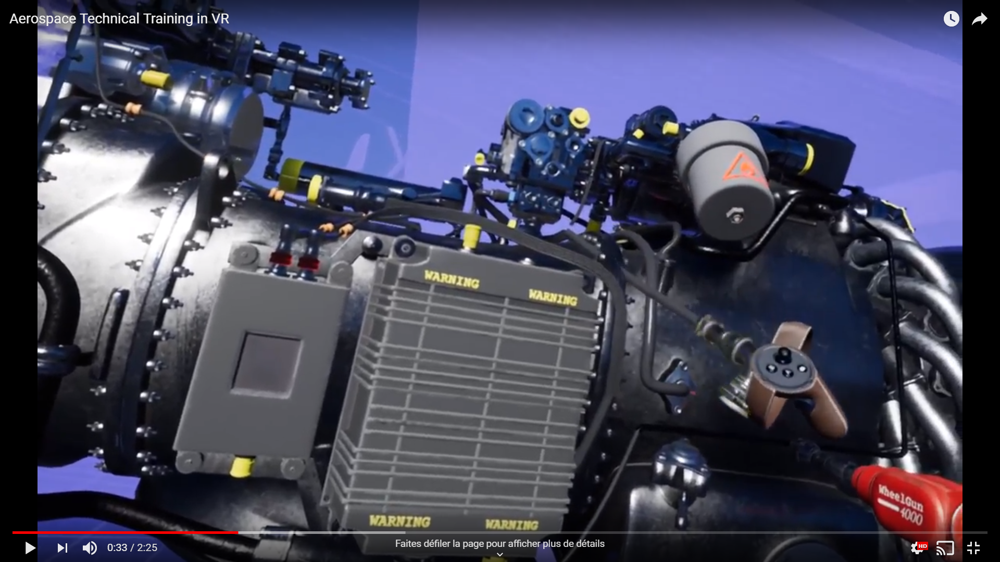 Aerospace Technical Training in VR
WARNING
WARNING
WARNING
WARNING
WheelGun
4000
0:33 / 2:25
Faites défiler la page pour afficher plus de détails
HD